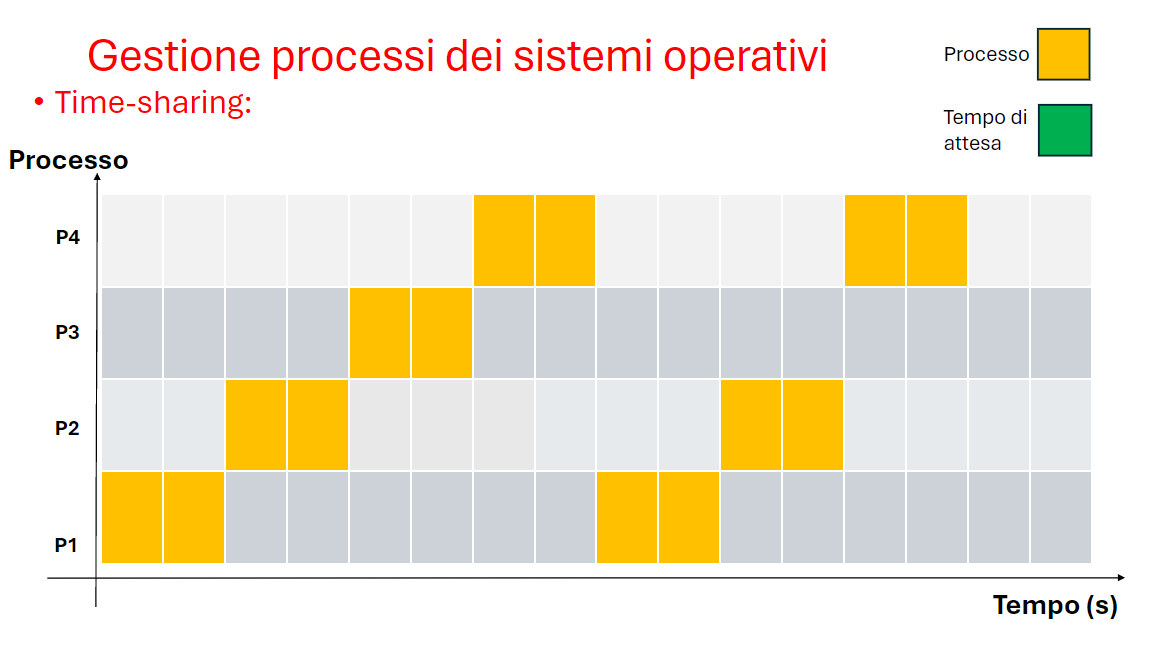 Gestione processi dei sistemi operativi
• Time-sharing:
Processo
Tempo di
attesa
Processo
P4
P3
P2
P1
Tempo (s)